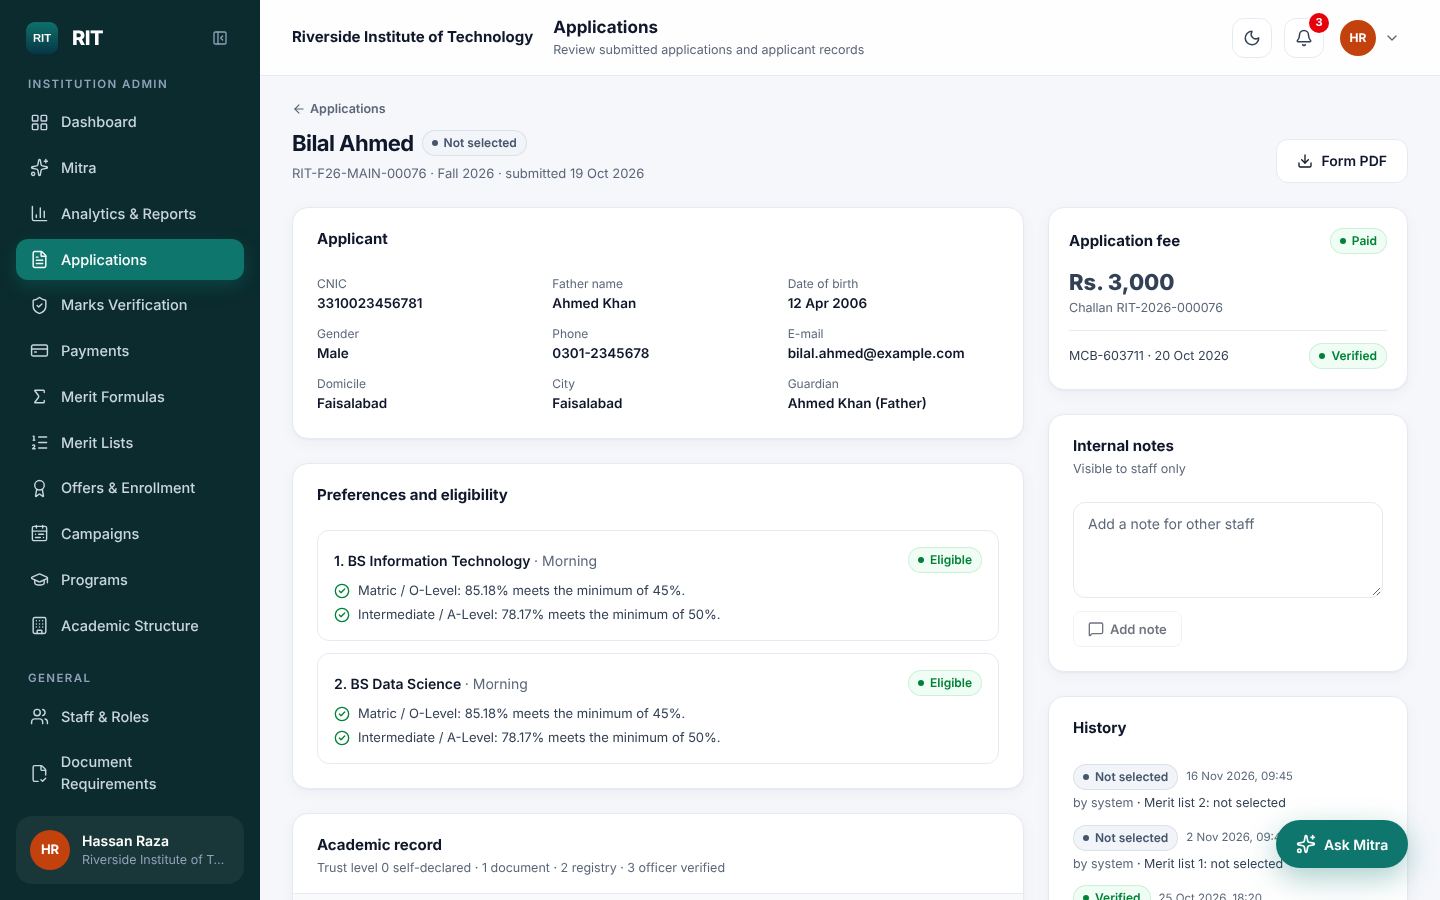 RIT RIT
INSTITUTION ADMIN
Dashboard
Mitra
Analytics & Reports
Applications
Marks Verification
Payments
Merit Formulas
Merit Lists
Offers & Enrollment
Campaigns
Programs
Academic Structure
GENERAL
Staff & Roles
Document
Requirements
HR
Hassan Raza
Riverside Institute of T...
Riverside Institute of Technology
Applications
Review submitted applications and applicant records
3
HR
Applications
Bilal Ahmed
Not selected
RIT-F26-MAIN-00076 · Fall 2026 · submitted 19 Oct 2026
Form PDF
Applicant
CNIC
3310023456781
Father name
Ahmed Khan
Date of birth
12 Apr 2006
Gender
Male
Phone
0301-2345678
E-mail
bilal.ahmed@example.com
Domicile
Faisalabad
City
Faisalabad
Guardian
Ahmed Khan (Father)
Preferences and eligibility
1. BS Information Technology · Morning
Eligible
Matric / O-Level: 85.18% meets the minimum of 45%.
Intermediate / A-Level: 78.17% meets the minimum of 50%.
2. BS Data Science · Morning
Eligible
Matric / O-Level: 85.18% meets the minimum of 45%.
Intermediate / A-Level: 78.17% meets the minimum of 50%.
Academic record
Trust level 0 self-declared · 1 document · 2 registry · 3 officer verified
Application fee
Paid
Rs. 3,000
Challan RIT-2026-000076
MCB-603711 · 20 Oct 2026
Verified
Internal notes
Visible to staff only
Add a note for other staff
Add note
History
Not selected 16 Nov 2026, 09:45
by system · Merit list 2: not selected
Not selected 2 Nov 2026,
by system · Merit list 1: not selected
Verified 25 Oct 2026, 18:20
Ask Mitra